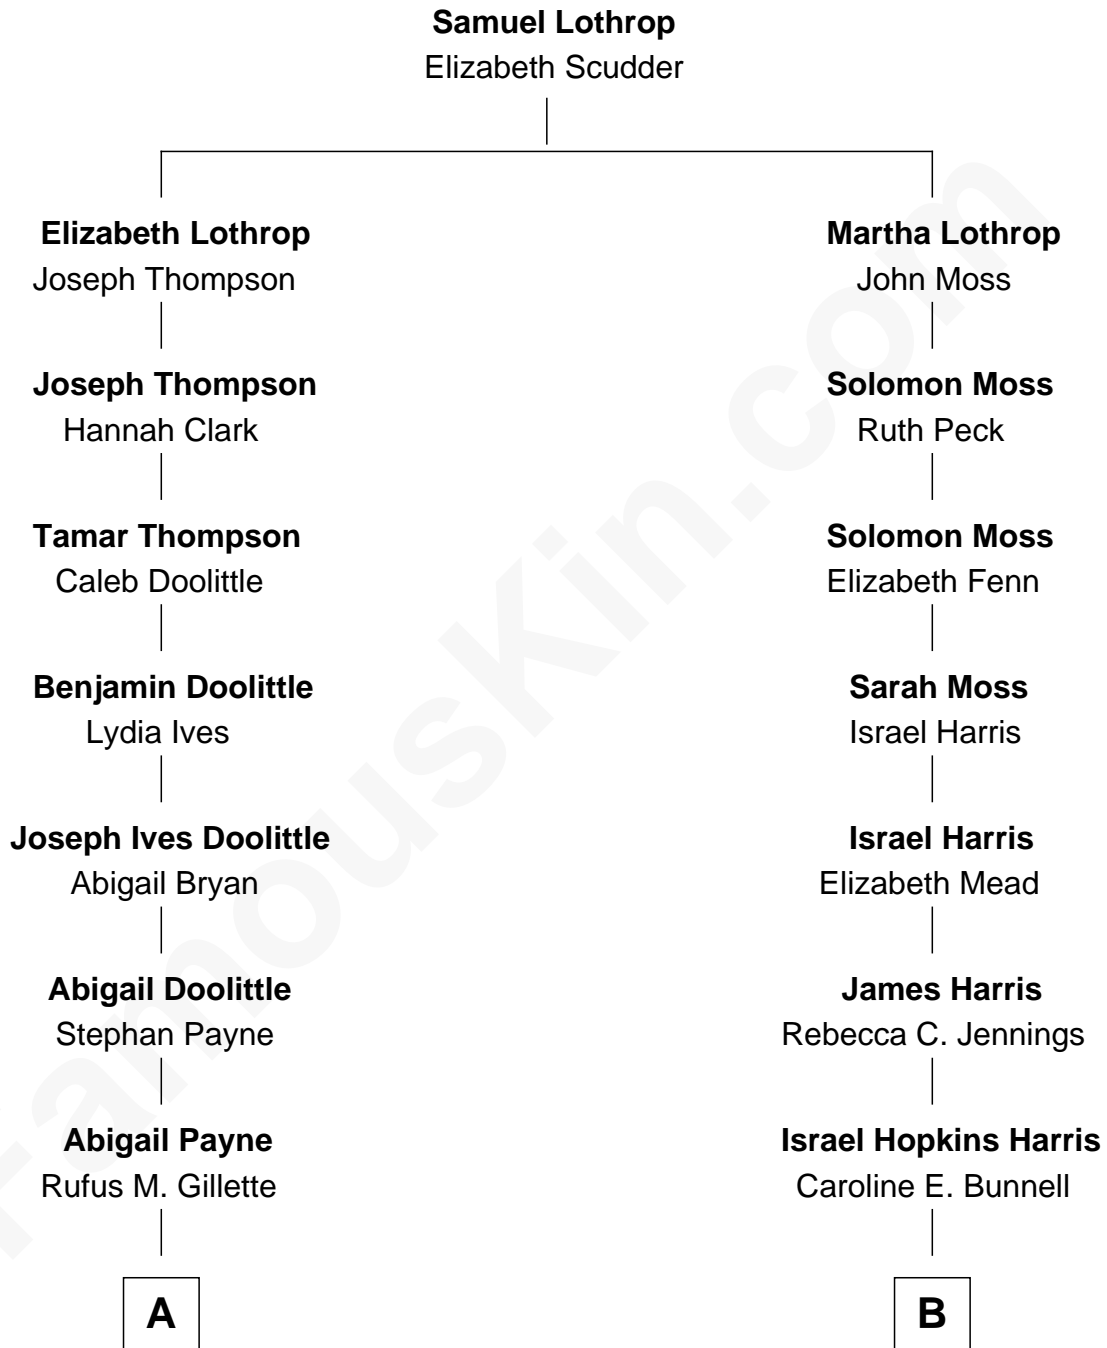 Samuel Lothrop
Elizabeth Scudder
Elizabeth Lothrop
Joseph Thompson
Martha Lothrop
John Moss
Joseph Thompson
Hannah Clark
Solomon Moss
Ruth Peck
Tamar Thompson
Caleb Doolittle
Solomon Moss
Elizabeth Fenn
Benjamin Doolittle
Lydia Ives
Sarah Moss
Israel Harris
Joseph Ives Doolittle
Abigail Bryan
Israel Harris
Elizabeth Mead
Abigail Doolittle
Stephan Payne
James Harris
Rebecca C. Jennings
Abigail Payne
Rufus M. Gillette
Israel Hopkins Harris
Caroline E. Bunnell
A
B
FamousKin.com